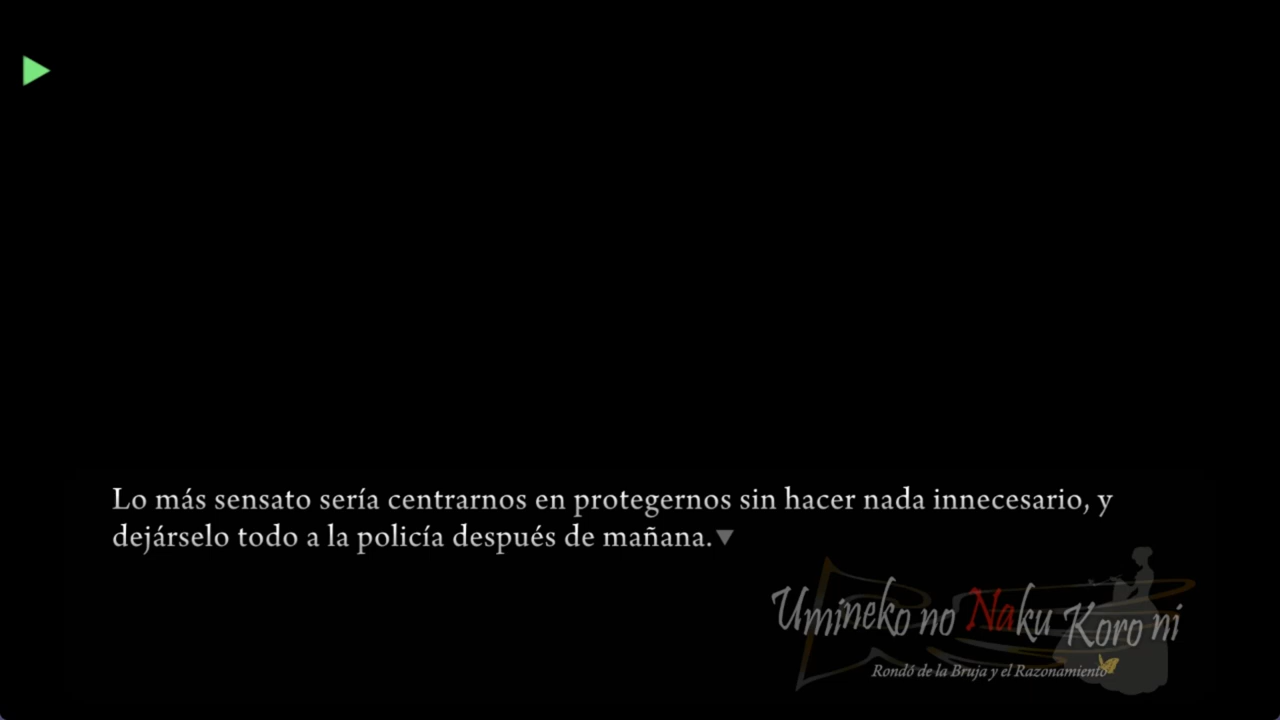 Lo más sensato sería centrarnos en protegernos sin hacer nada innecesario, y
dejárselo todo a la policía después de mañana.
Umineko no Naku Koro ni
Rondó de la Bruja y el Razonamiento